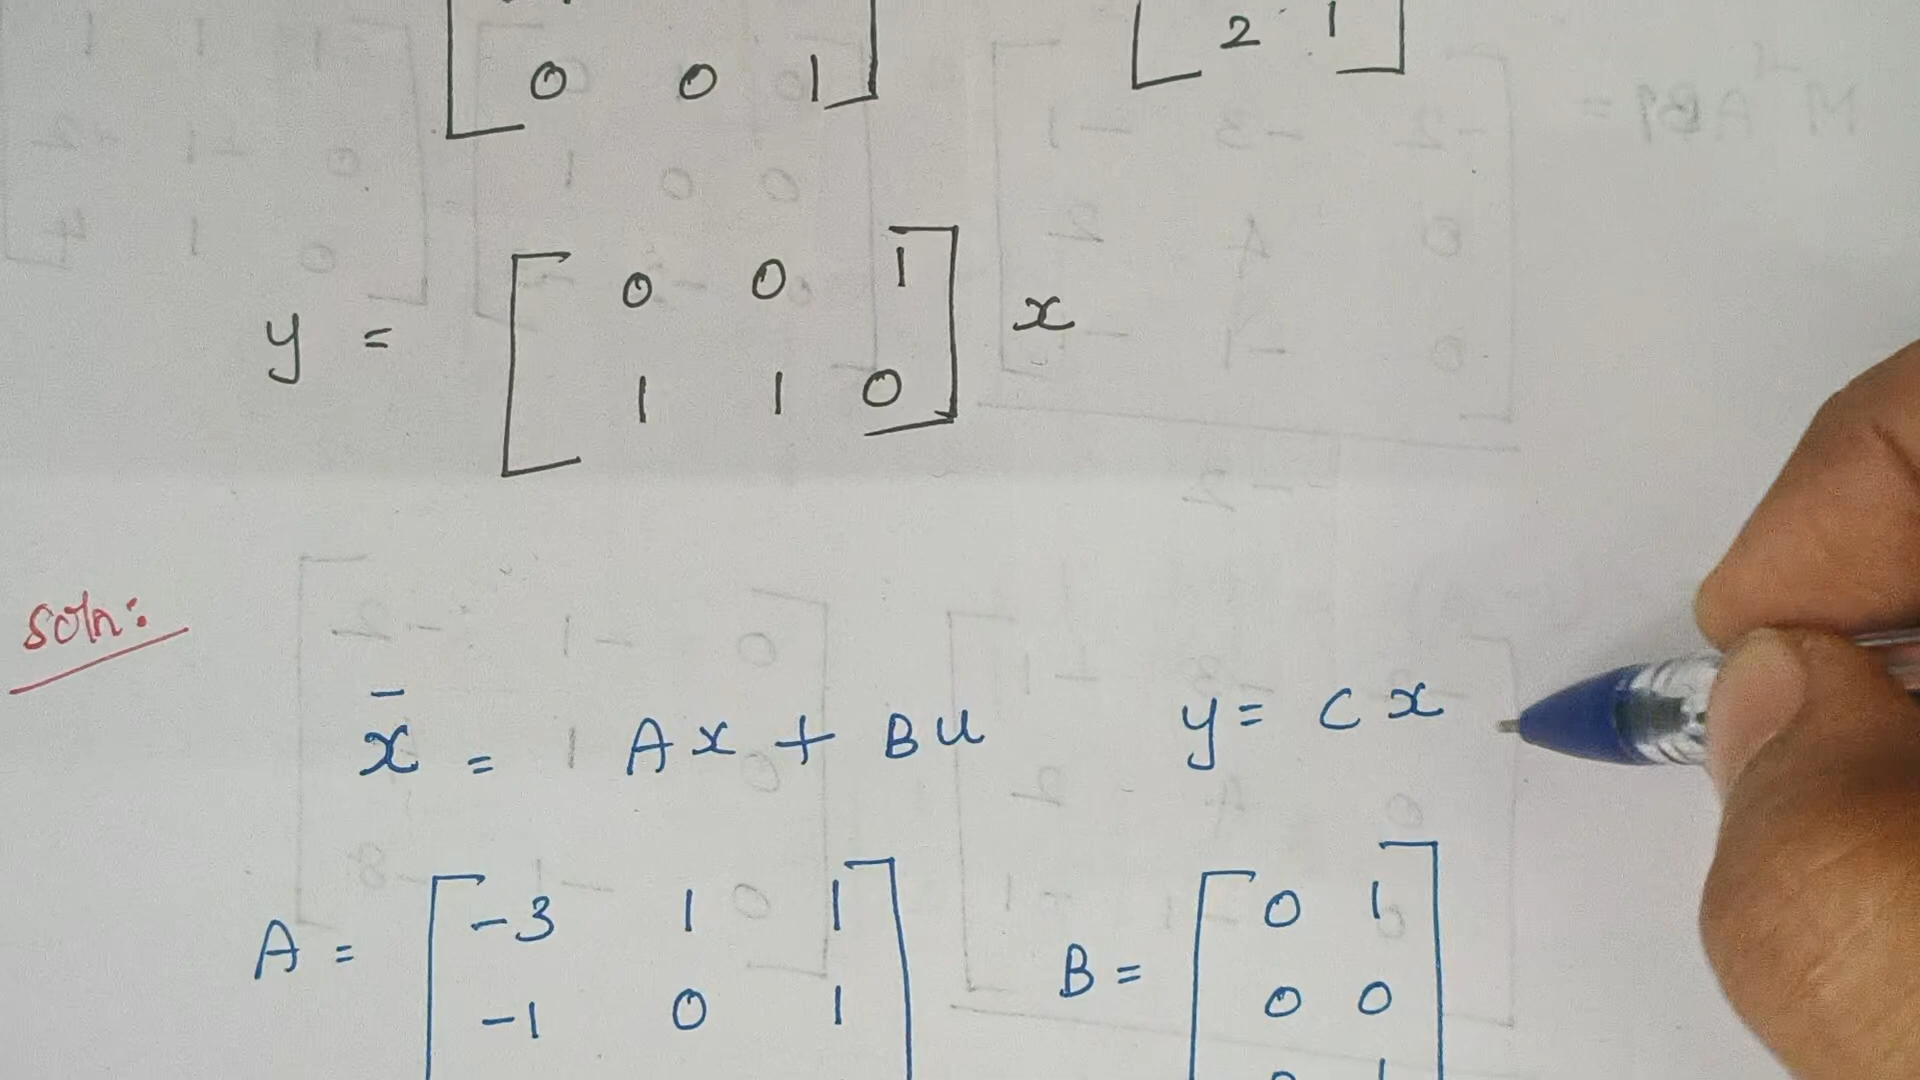 0 0 1
2 1
y = [ 0 0 1
1 1 0 ] x
soln:
x̄ = Ax + Bu y = Cx
A = [ -3 1 1 ] B = [ 0 1 ]
-1 0 1 0 0